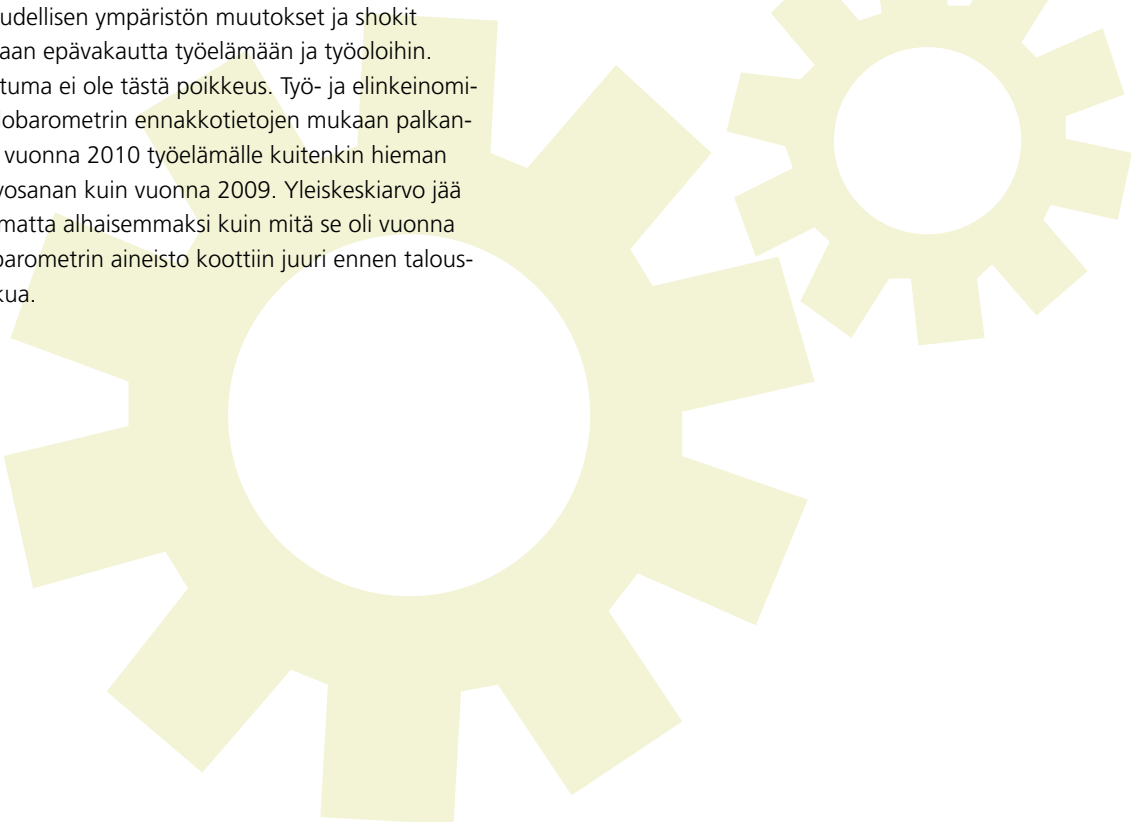 udellisen ympäristön muutokset ja shokit
aan epävakautta työelämään ja työoloihin.
tuma ei ole tästä poikkeus. Työ- ja elinkeinomi-
obarometrin ennakkotietojen mukaan palkan-
vuonna 2010 työelämälle kuitenkin hieman
vosanan kuin vuonna 2009. Yleiskeskiarvo jää
matta alhaisemmaksi kuin mitä se oli vuonna
barometrin aineisto koottiin juuri ennen talous-
kua.